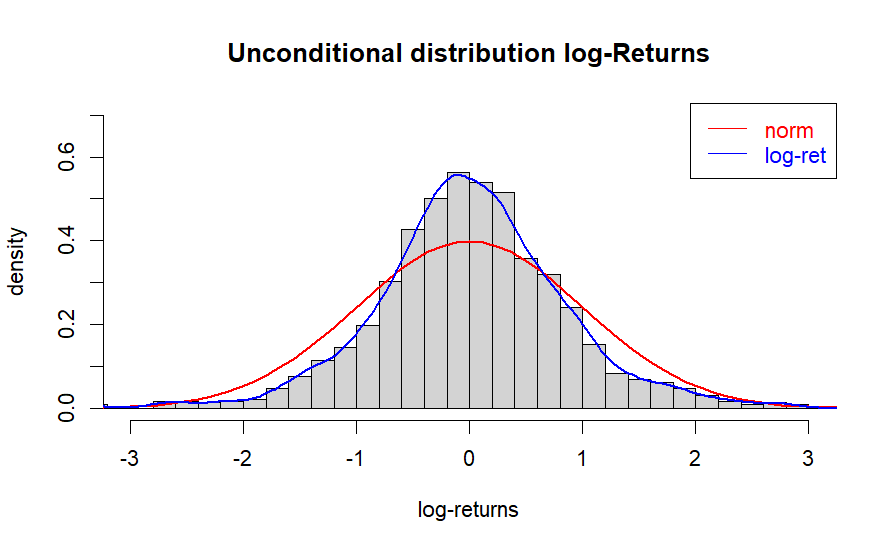 Unconditional distribution log-Returns
norm
log-ret
density
0.6
0.4
0.2
0.0
-3 -2 -1 0 1 2 3
log-returns